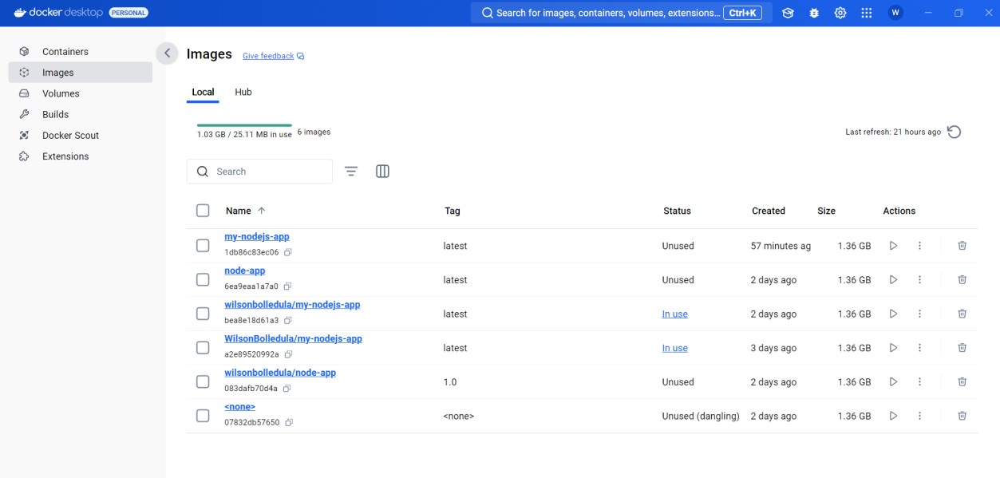 docker desktop PERSONAL
Search for images, containers, volumes, extensions... Ctrl+K
W
Containers
Images
Volumes
Builds
Docker Scout
Extensions
Images Give feedback
Local Hub
1.03 GB / 25.11 MB in use 6 images
Last refresh: 21 hours ago
Search
Name Tag Status Created Size Actions
my-nodejs-app
1db86c83ec06
latest Unused 57 minutes ag 1.36 GB
node-app
6ea9eaa1a7a0
latest Unused 2 days ago 1.36 GB
wilsonbolledula/my-nodejs-app
bea8e18d61a3
latest In use 2 days ago 1.36 GB
WilsonBolledula/my-nodejs-app
a2e89520992a
latest In use 3 days ago 1.36 GB
wilsonbolledula/node-app
083dafb70d4a
1.0 Unused 2 days ago 1.36 GB
<none>
07832db57650
<none> Unused (dangling) 2 days ago 1.36 GB